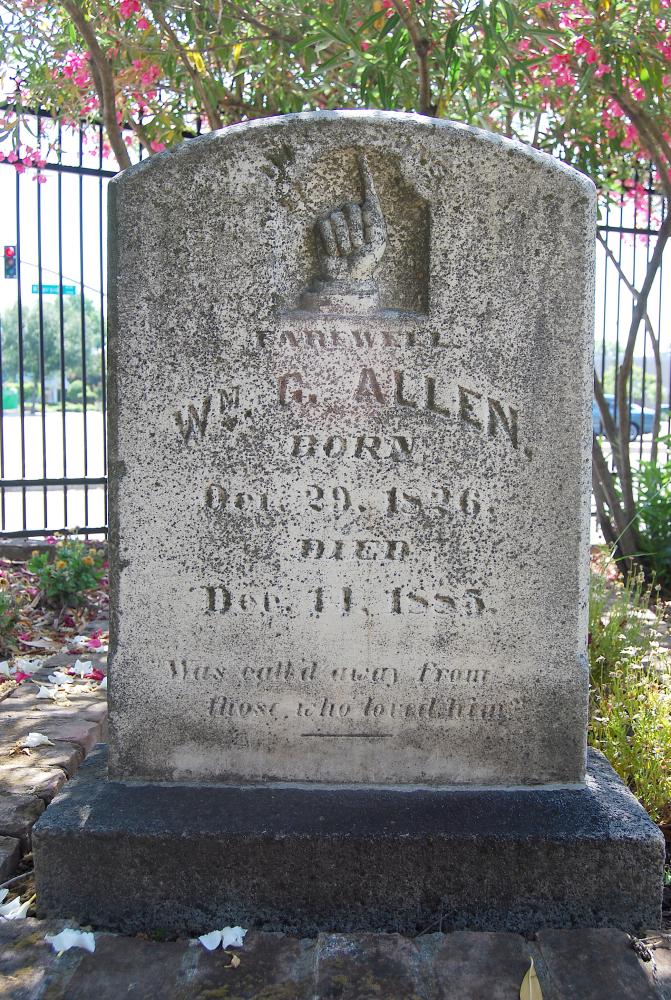 FAREWELL
WM. G. ALLEN,
BORN
Oct. 29, 1826.
DIED
Dec. 11, 1885.
Was call'd away from
those who loved him"